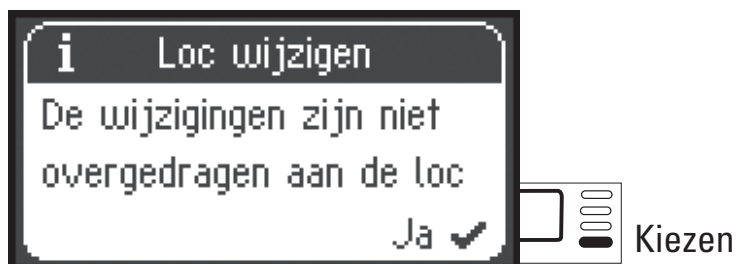 i Loc wijzigen
De wijzigingen zijn niet
overgedragen aan de loc
Ja ✔
Kiezen